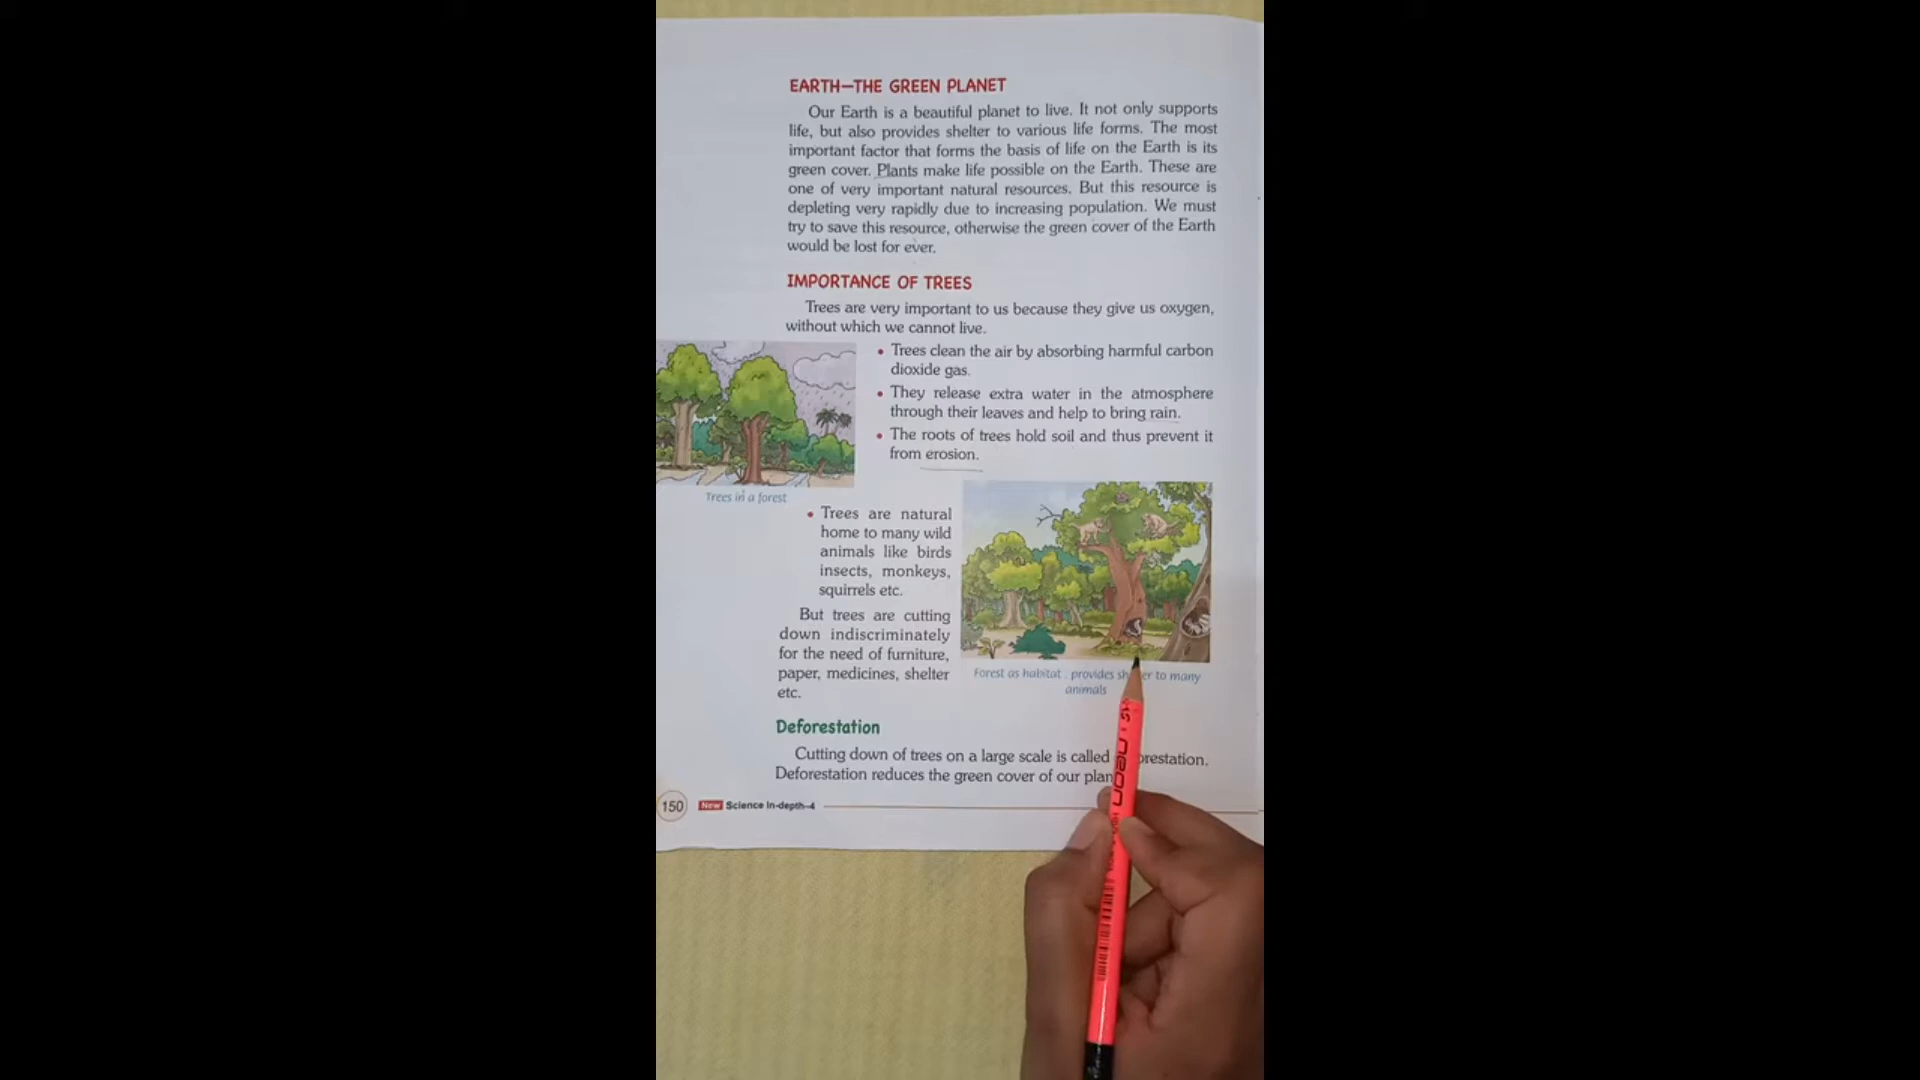 EARTH—THE GREEN PLANET
Our Earth is a beautiful planet to live. It not only supports
life, but also provides shelter to various life forms. The most
important factor that forms the basis of life on the Earth is its
green cover. Plants make life possible on the Earth. These are
one of very important natural resources. But this resource is
depleting very rapidly due to increasing population. We must
try to save this resource, otherwise the green cover of the Earth
would be lost for ever.
IMPORTANCE OF TREES
Trees are very important to us because they give us oxygen,
without which we cannot live.
• Trees clean the air by absorbing harmful carbon
dioxide gas.
• They release extra water in the atmosphere
through their leaves and help to bring rain.
• The roots of trees hold soil and thus prevent it
from erosion.
Trees in a forest
• Trees are natural
home to many wild
animals like birds
insects, monkeys,
squirrels etc.
But trees are cutting
down indiscriminately
for the need of furniture,
paper, medicines, shelter
etc.
Forest as habitat . provides to many
animals
Deforestation
Cutting down of trees on a large scale is called
Deforestation reduces the green cover of our
150 New Science In-depth-4
neon